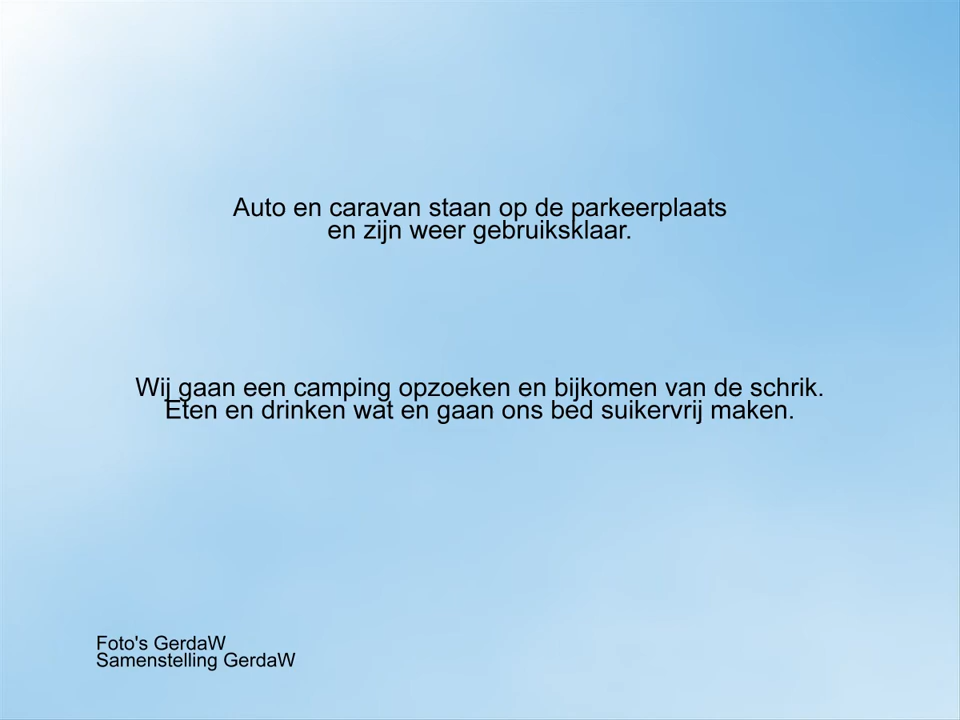 Auto en caravan staan op de parkeerplaats
en zijn weer gebruiksklaar.
Wij gaan een camping opzoeken en bijkomen van de schrik.
Eten en drinken wat en gaan ons bed suikervrij maken.
Foto's GerdaW
Samenstelling GerdaW